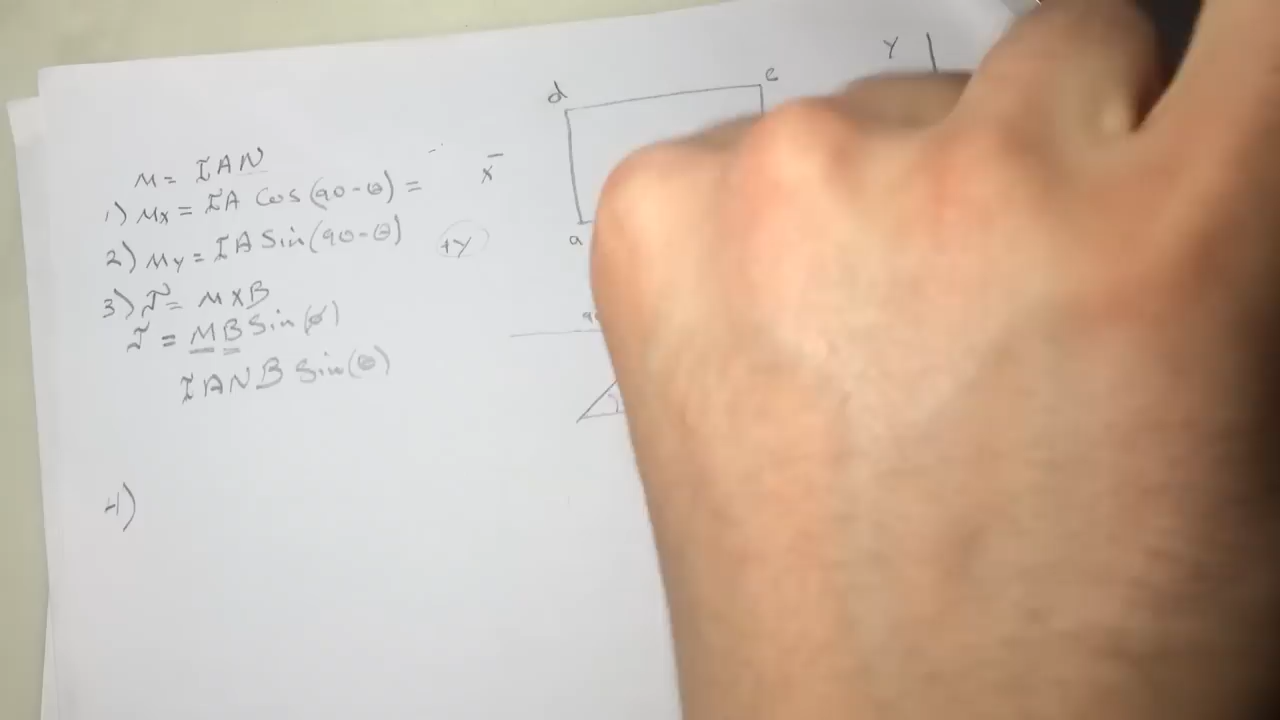 M = IAN
1) Mx = IA Cos(90-θ) = x̄
2) My = IA Sin(90-θ) +y
3) τ = M×B
τ = MB Sin(ø)
IANB Sin(θ)
4)
d c
a
Y